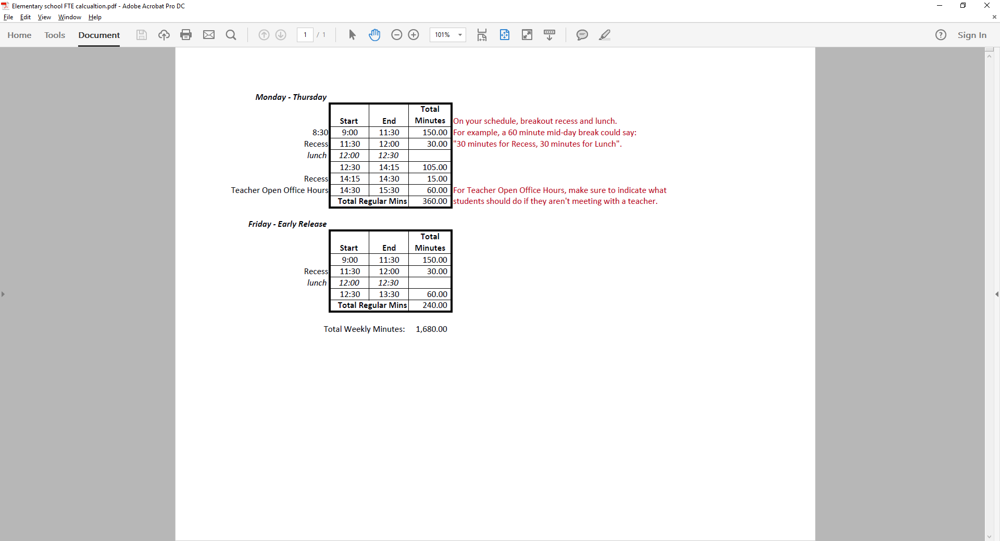 Elementary school FTE calcualtion.pdf - Adobe Acrobat Pro DC
File Edit View Window Help
Home Tools Document 1 / 1 101% Sign In
Monday - Thursday
Start End Total Minutes
On your schedule, breakout recess and lunch.
8:30 9:00 11:30 150.00 For example, a 60 minute mid-day break could say:
Recess 11:30 12:00 30.00 "30 minutes for Recess, 30 minutes for Lunch".
lunch 12:00 12:30
12:30 14:15 105.00
Recess 14:15 14:30 15.00
Teacher Open Office Hours 14:30 15:30 60.00 For Teacher Open Office Hours, make sure to indicate what
Total Regular Mins 360.00 students should do if they aren't meeting with a teacher.
Friday - Early Release
Start End Total Minutes
9:00 11:30 150.00
Recess 11:30 12:00 30.00
lunch 12:00 12:30
12:30 13:30 60.00
Total Regular Mins 240.00
Total Weekly Minutes: 1,680.00